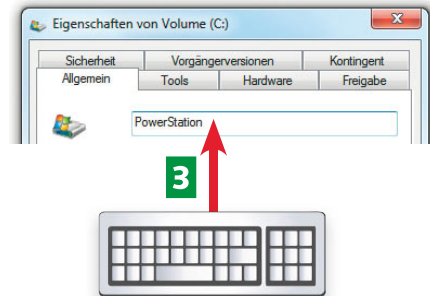 Eigenschaften von Volume (C:)
Sicherheit Vorgängerversionen Kontingent
Allgemein Tools Hardware Freigabe
PowerStation
3